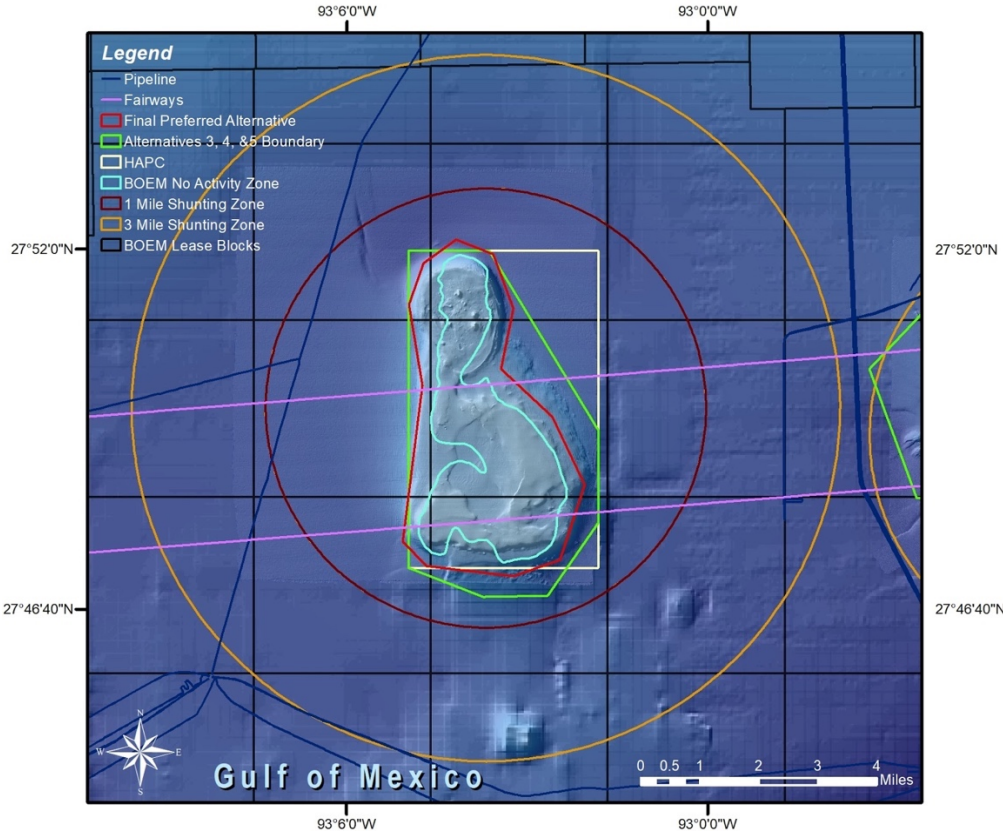 93°6'0"W 93°0'0"W
Legend
Pipeline
Fairways
Final Preferred Alternative
Alternatives 3, 4, &5 Boundary
HAPC
BOEM No Activity Zone
1 Mile Shunting Zone
3 Mile Shunting Zone
BOEM Lease Blocks
27°52'0"N 27°52'0"N
27°46'40"N 27°46'40"N
N
W E
S
Gulf of Mexico
0 0.5 1 2 3 4
Miles
93°6'0"W 93°0'0"W